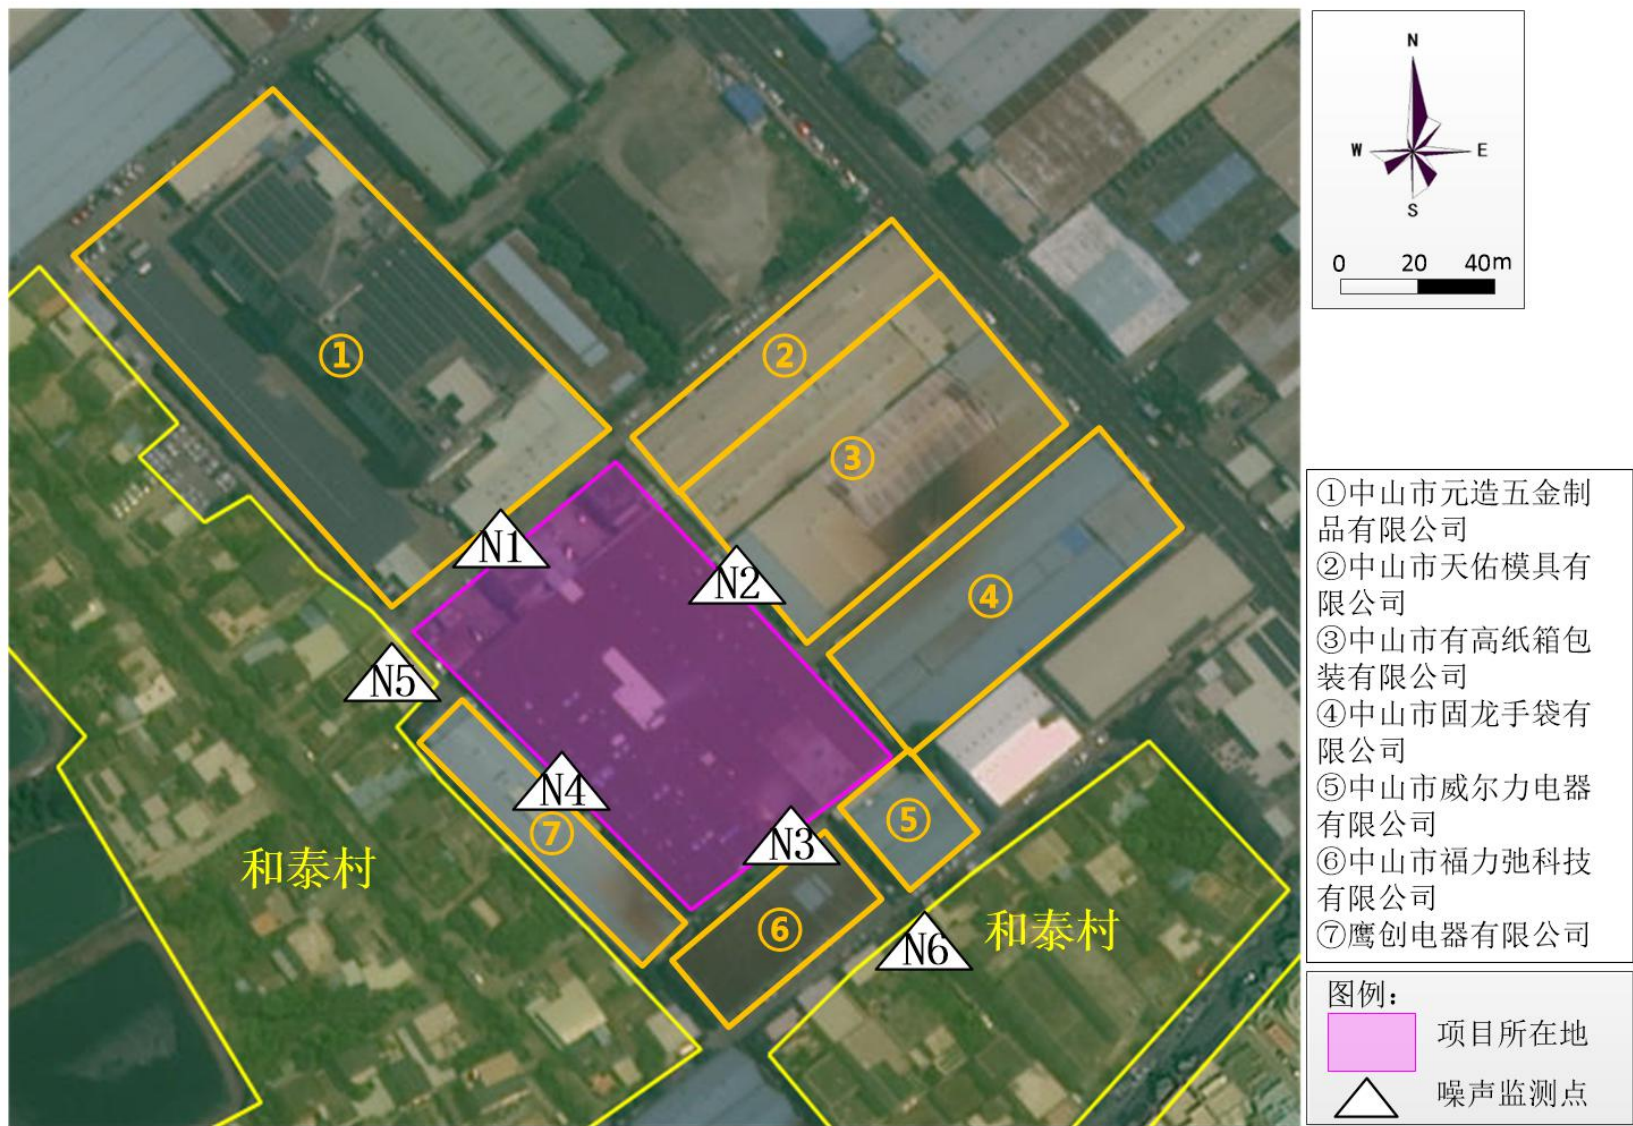 N
W
E
S
0 20 40m
①
②
③
④
⑤
⑥
⑦
N1
N2
N3
N4
N5
N6
和泰村
和泰村
①中山市元造五金制
品有限公司
②中山市天佑模具有
限公司
③中山市有高纸箱包
装有限公司
④中山市固龙手袋有
限公司
⑤中山市威尔力电器
有限公司
⑥中山市福力弛科技
有限公司
⑦鹰创电器有限公司
图例：
项目所在地
噪声监测点